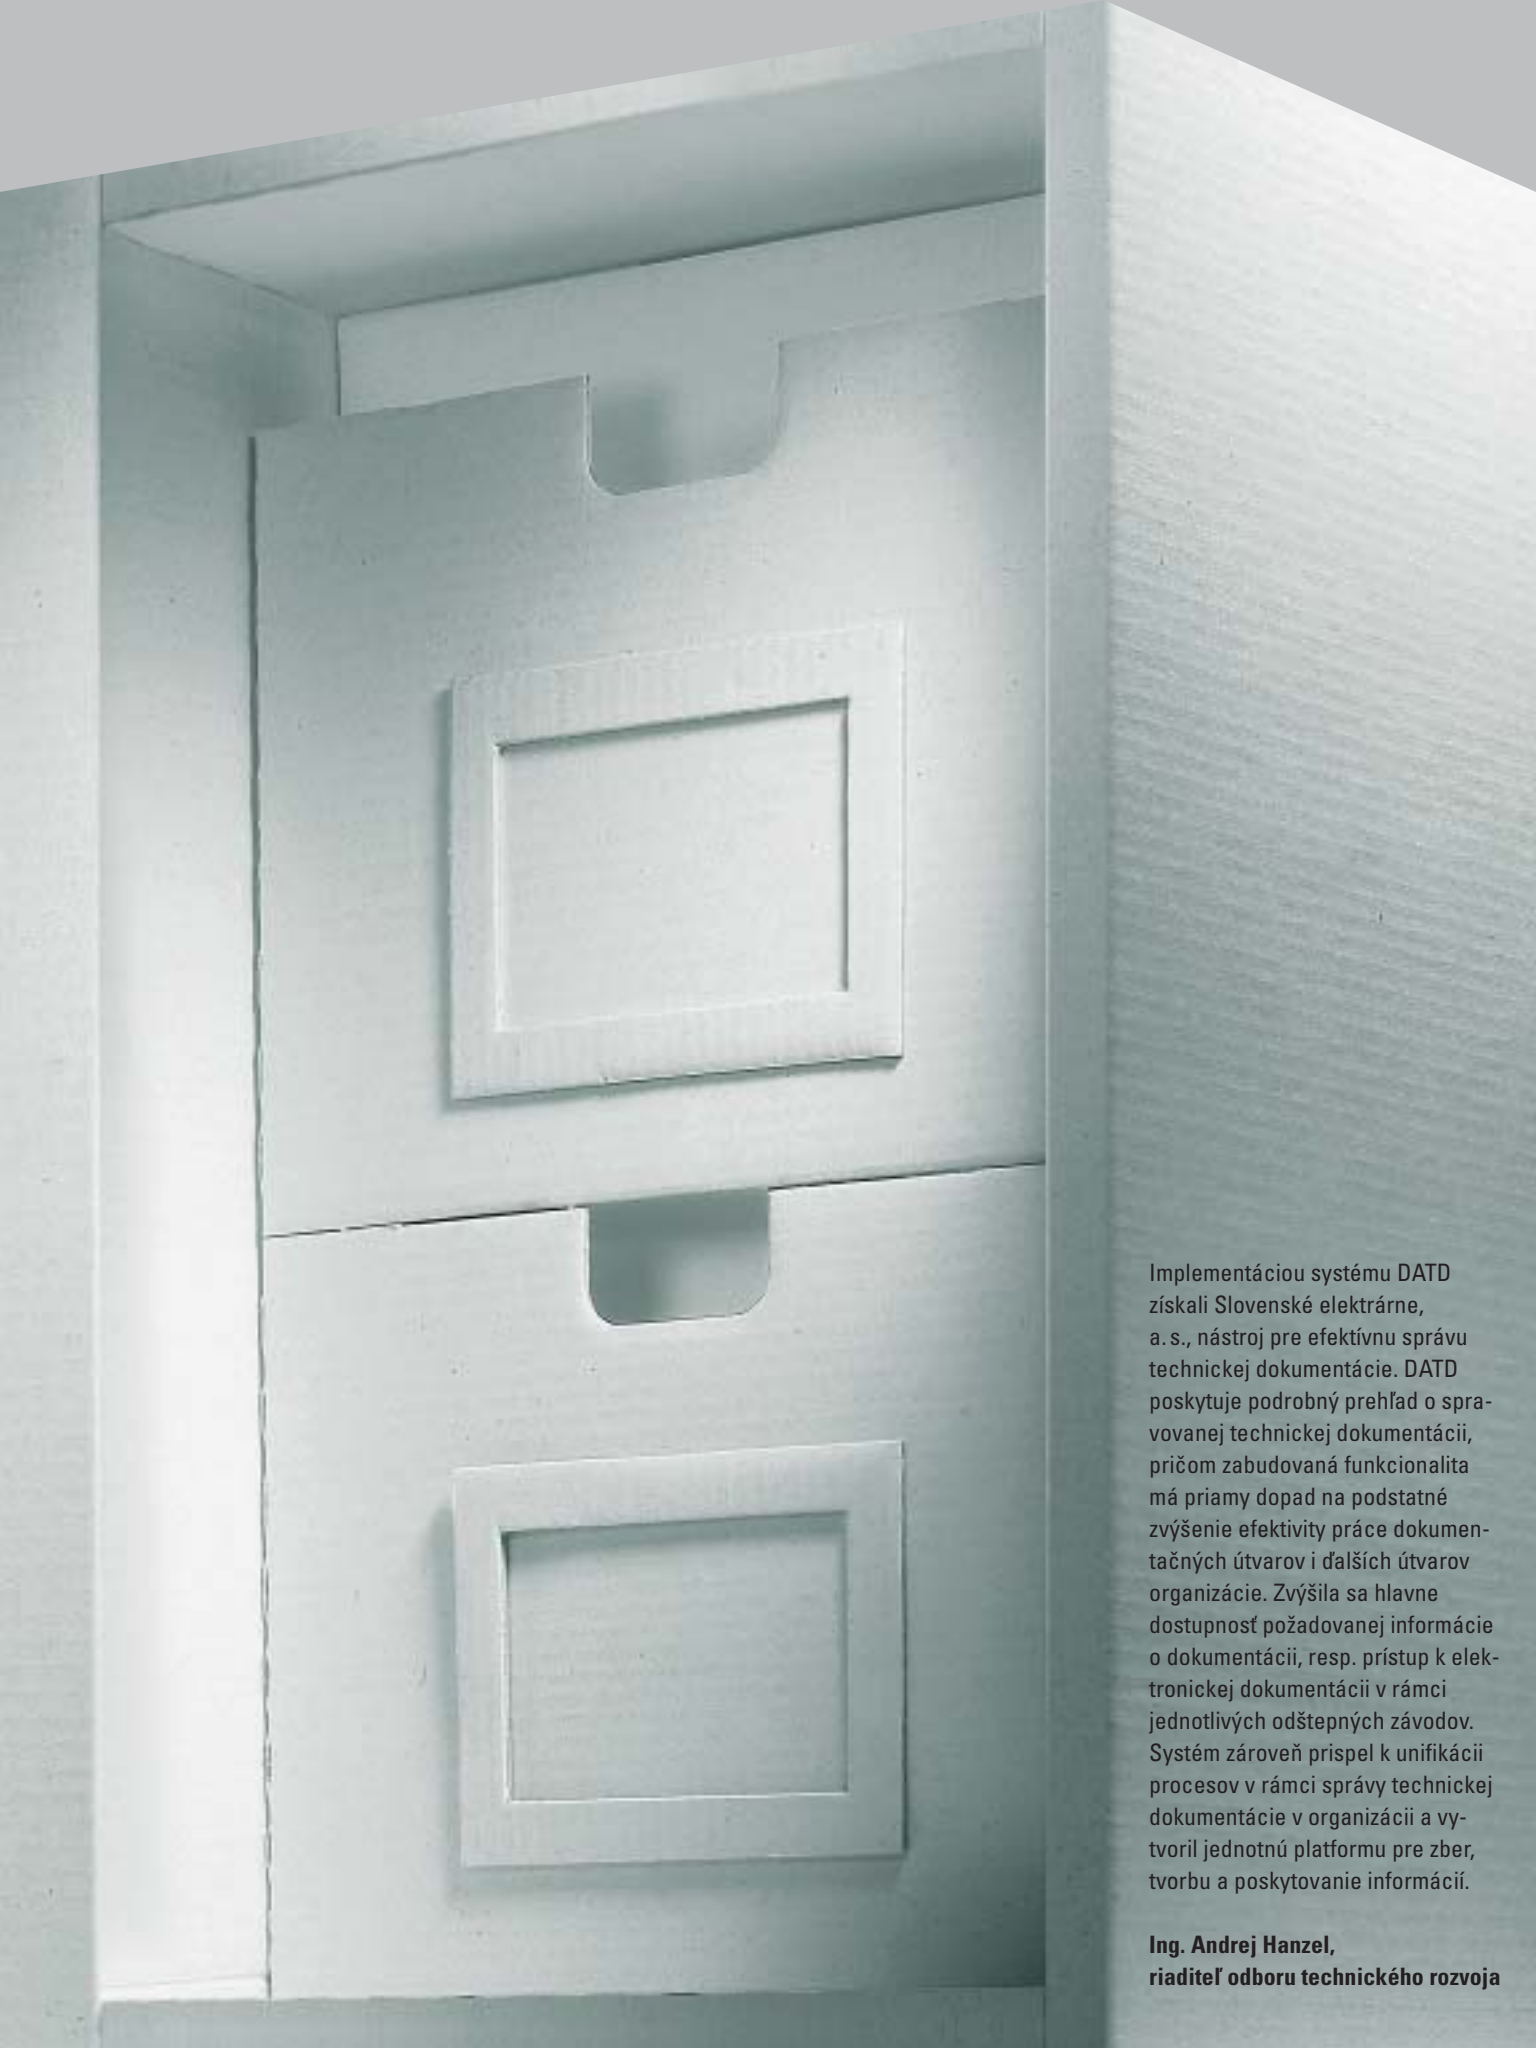 Implementáciou systému DATD
získali Slovenské elektrárne,
a. s., nástroj pre efektívnu správu
technickej dokumentácie. DATD
poskytuje podrobný prehľad o spra-
vovanej technickej dokumentácii,
pričom zabudovaná funkcionalita
má priamy dopad na podstatné
zvýšenie efektivity práce dokumen-
tačných útvarov i ďalších útvarov
organizácie. Zvýšila sa hlavne
dostupnosť požadovanej informácie
o dokumentácii, resp. prístup k elek-
tronickej dokumentácii v rámci
jednotlivých odštepných závodov.
Systém zároveň prispel k unifikácii
procesov v rámci správy technickej
dokumentácie v organizácii a vy-
tvoril jednotnú platformu pre zber,
tvorbu a poskytovanie informácií.
Ing. Andrej Hanzel,
riaditeľ odboru technického rozvoja